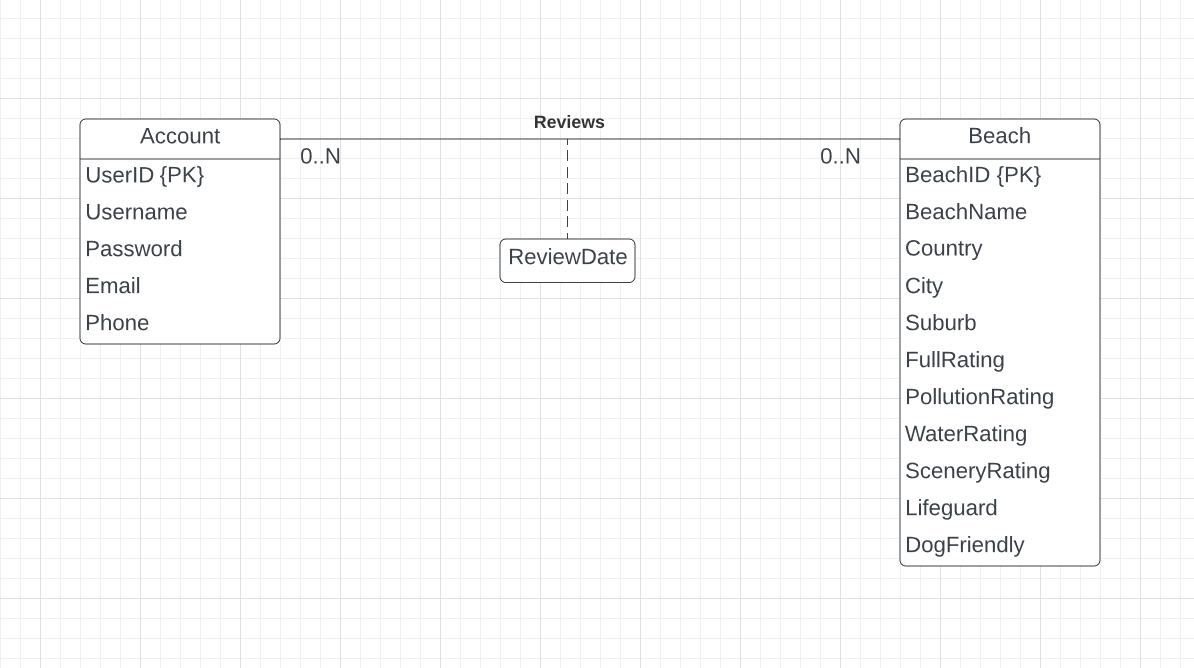 Reviews
Account
0..N
0..N
Beach
UserID {PK}
Username
Password
Email
Phone
ReviewDate
BeachID {PK}
BeachName
Country
City
Suburb
FullRating
PollutionRating
WaterRating
SceneryRating
Lifeguard
DogFriendly